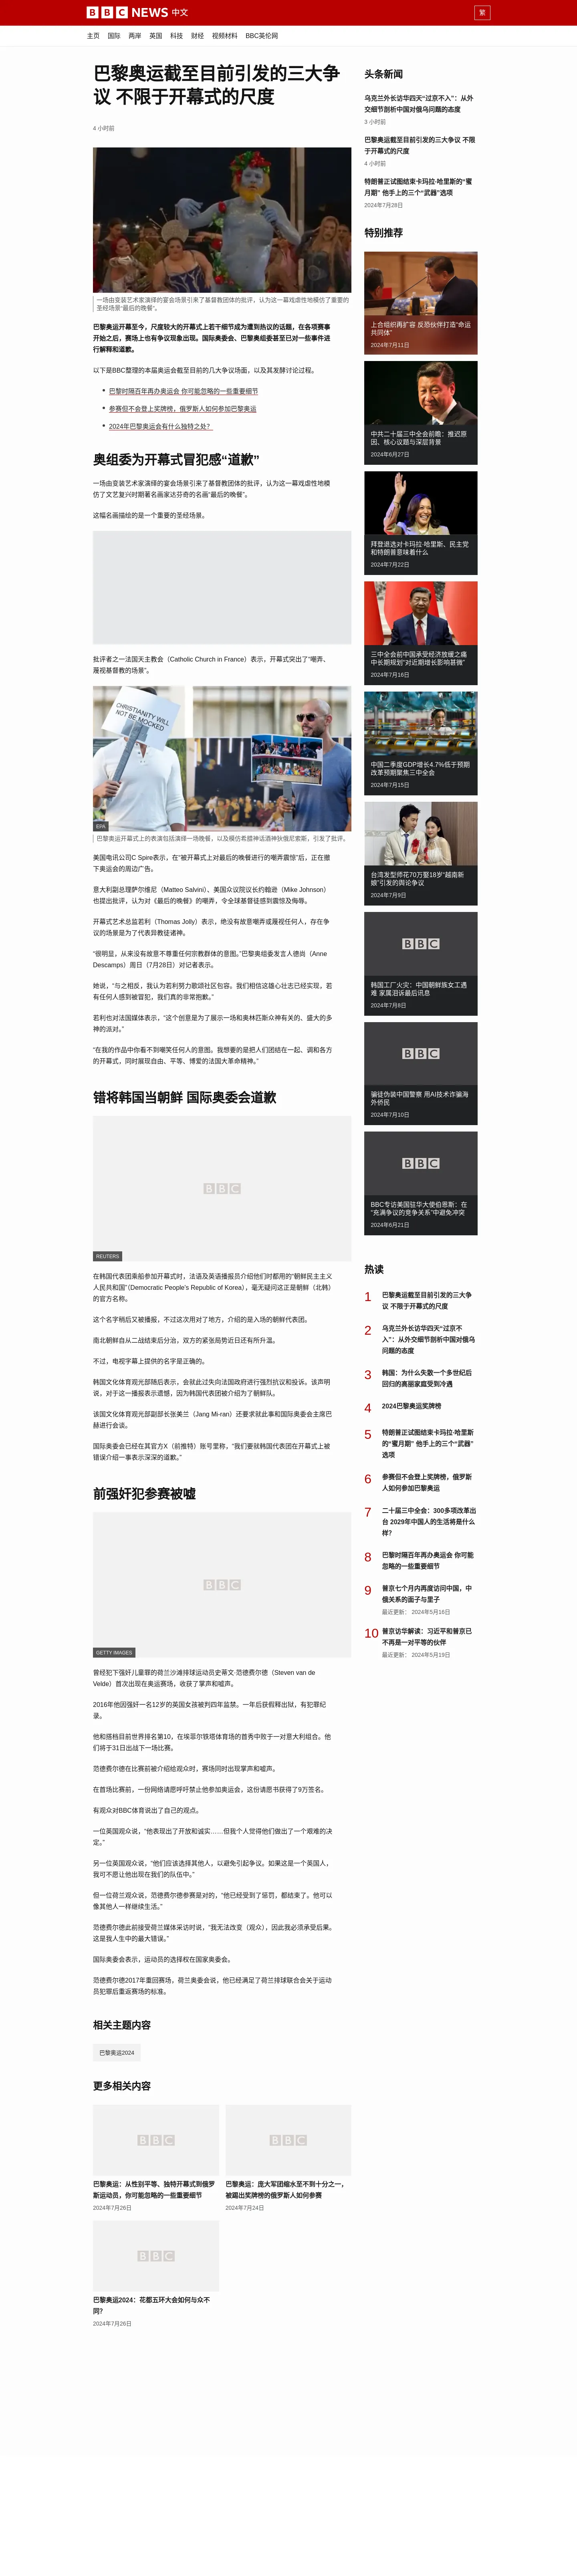 BBC NEWS 中文
繁
主页 国际 两岸 英国 科技 财经 视频材料 BBC英伦网
巴黎奥运截至目前引发的三大争
议 不限于开幕式的尺度
4 小时前
一场由变装艺术家演绎的宴会场景引来了基督教团体的批评，认为这一幕戏虐性地模仿了重要的
圣经场景“最后的晚餐”。
巴黎奥运开幕至今，尺度较大的开幕式上若干细节成为遭到热议的话题，在各项赛事
开始之后，赛场上也有争议现象出现。国际奥委会、巴黎奥组委甚至已对一些事件进
行解释和道歉。
以下是BBC整理的本届奥运会截至目前的几大争议场面，以及其发酵讨论过程。
巴黎时隔百年再办奥运会 你可能忽略的一些重要细节
参赛但不会登上奖牌榜，俄罗斯人如何参加巴黎奥运
2024年巴黎奥运会有什么独特之处？
奥组委为开幕式冒犯感“道歉”
一场由变装艺术家演绎的宴会场景引来了基督教团体的批评，认为这一幕戏虐性地模
仿了文艺复兴时期著名画家达芬奇的名画“最后的晚餐”。
这幅名画描绘的是一个重要的圣经场景。
批评者之一法国天主教会（Catholic Church in France）表示，开幕式突出了“嘲弄、
蔑视基督教的场景”。
CHRISTIANITY WILL NOT BE MOCKED
EPA
巴黎奥运开幕式上的表演包括演绎一场晚餐，以及模仿希腊神话酒神狄俄尼索斯，引发了批评。
美国电讯公司C Spire表示，在“被开幕式上对最后的晚餐进行的嘲弄震惊”后，正在撤
下奥运会的周边广告。
意大利副总理萨尔维尼（Matteo Salvini）、美国众议院议长约翰逊（Mike Johnson）
也提出批评，认为对《最后的晚餐》的嘲弄，令全球基督徒感到震惊及侮辱。
开幕式艺术总监若利（Thomas Jolly）表示，他没有故意嘲弄或蔑视任何人，存在争
议的场景是为了代表异教徒诸神。
“很明显，从来没有故意不尊重任何宗教群体的意图。”巴黎奥组委发言人德尚（Anne
Descamps）周日（7月28日）对记者表示。
她说，“与之相反，我认为若利努力歌颂社区包容。我们相信这雄心壮志已经实现，若
有任何人感到被冒犯，我们真的非常抱歉。”
若利也对法国媒体表示，“这个创意是为了展示一场和奥林匹斯众神有关的、盛大的多
神的派对。”
“在我的作品中你看不到嘲笑任何人的意图。我想要的是把人们团结在一起、调和各方
的开幕式，同时展现自由、平等、博爱的法国大革命精神。”
错将韩国当朝鲜 国际奥委会道歉
BBC
REUTERS
在韩国代表团乘船参加开幕式时，法语及英语播报员介绍他们时都用的“朝鲜民主主义
人民共和国”（Democratic People's Republic of Korea），毫无疑问这正是朝鲜（北韩）
的官方名称。
这个名字稍后又被播报，不过这次用对了地方，介绍的是入场的朝鲜代表团。
南北朝鲜自从二战结束后分治，双方的紧张局势近日还有所升温。
不过，电视字幕上提供的名字是正确的。
韩国文化体育观光部随后表示，会就此过失向法国政府进行强烈抗议和投诉。该声明
说，对于这一播报表示遗憾，因为韩国代表团被介绍为了朝鲜队。
该国文化体育观光部副部长张美兰（Jang Mi-ran）还要求就此事和国际奥委会主席巴
赫进行会谈。
国际奥委会已经在其官方X（前推特）账号里称，“我们要就韩国代表团在开幕式上被
错误介绍一事表示深深的道歉。”
前强奸犯参赛被嘘
BBC
GETTY IMAGES
曾经犯下强奸儿童罪的荷兰沙滩排球运动员史蒂文·范德费尔德（Steven van de
Velde）首次出现在奥运赛场，收获了掌声和嘘声。
2016年他因强奸一名12岁的英国女孩被判四年监禁。一年后获假释出狱，有犯罪纪
录。
他和搭档目前世界排名第10，在埃菲尔铁塔体育场的首秀中败于一对意大利组合。他
们将于31日出战下一场比赛。
范德费尔德在比赛前被介绍给观众时，赛场同时出现掌声和嘘声。
在首场比赛前，一份网络请愿呼吁禁止他参加奥运会，这份请愿书获得了9万签名。
有观众对BBC体育说出了自己的观点。
一位英国观众说，“他表现出了开放和诚实……但我个人觉得他们做出了一个艰难的决
定。”
另一位英国观众说，“他们应该选择其他人，以避免引起争议。如果这是一个英国人，
我可不愿让他出现在我们的队伍中。”
但一位荷兰观众说，范德费尔德参赛是对的，“他已经受到了惩罚，都结束了。他可以
像其他人一样继续生活。”
范德费尔德此前接受荷兰媒体采访时说，“我无法改变（观众），因此我必须承受后果。
这是我人生中的最大错误。”
国际奥委会表示，运动员的选择权在国家奥委会。
范德费尔德2017年重回赛场，荷兰奥委会说，他已经满足了荷兰排球联合会关于运动
员犯罪后重返赛场的标准。
相关主题内容
巴黎奥运2024
更多相关内容
BBC
巴黎奥运：从性别平等、独特开幕式到俄罗
斯运动员，你可能忽略的一些重要细节
2024年7月26日
BBC
巴黎奥运：庞大军团缩水至不到十分之一，
被踢出奖牌榜的俄罗斯人如何参赛
2024年7月24日
BBC
巴黎奥运2024：花都五环大会如何与众不
同?
2024年7月26日
头条新闻
乌克兰外长访华四天“过京不入”：从外
交细节剖析中国对俄乌问题的态度
3 小时前
巴黎奥运截至目前引发的三大争议 不限
于开幕式的尺度
4 小时前
特朗普正试图结束卡玛拉·哈里斯的“蜜
月期” 他手上的三个“武器”选项
2024年7月28日
特别推荐
上合组织再扩容 反恐伙伴打造“命运
共同体”
2024年7月11日
中共二十届三中全会前瞻：推迟原
因、核心议题与深层背景
2024年6月27日
拜登退选对卡玛拉·哈里斯、民主党
和特朗普意味着什么
2024年7月22日
三中全会前中国承受经济放缓之痛
中长期规划“对近期增长影响甚微”
2024年7月16日
中国二季度GDP增长4.7%低于预期
改革预期聚焦三中全会
2024年7月15日
台湾发型师花70万娶18岁“越南新
娘”引发的舆论争议
2024年7月9日
BBC
韩国工厂火灾：中国朝鲜族女工遇
难 家属泪诉最后讯息
2024年7月8日
BBC
骗徒伪装中国警察 用AI技术诈骗海
外侨民
2024年7月10日
BBC
BBC专访美国驻华大使伯恩斯：在
“充满争议的竞争关系”中避免冲突
2024年6月21日
热读
1 巴黎奥运截至目前引发的三大争
议 不限于开幕式的尺度
2 乌克兰外长访华四天“过京不
入”：从外交细节剖析中国对俄乌
问题的态度
3 韩国：为什么失散一个多世纪后
回归的高丽家庭受到冷遇
4 2024巴黎奥运奖牌榜
5 特朗普正试图结束卡玛拉·哈里斯
的“蜜月期” 他手上的三个“武器”
选项
6 参赛但不会登上奖牌榜，俄罗斯
人如何参加巴黎奥运
7 二十届三中全会：300多项改革出
台 2029年中国人的生活将是什么
样？
8 巴黎时隔百年再办奥运会 你可能
忽略的一些重要细节
9 普京七个月内再度访问中国，中
俄关系的面子与里子
最近更新： 2024年5月16日
10 普京访华解读：习近平和普京已
不再是一对平等的伙伴
最近更新： 2024年5月19日